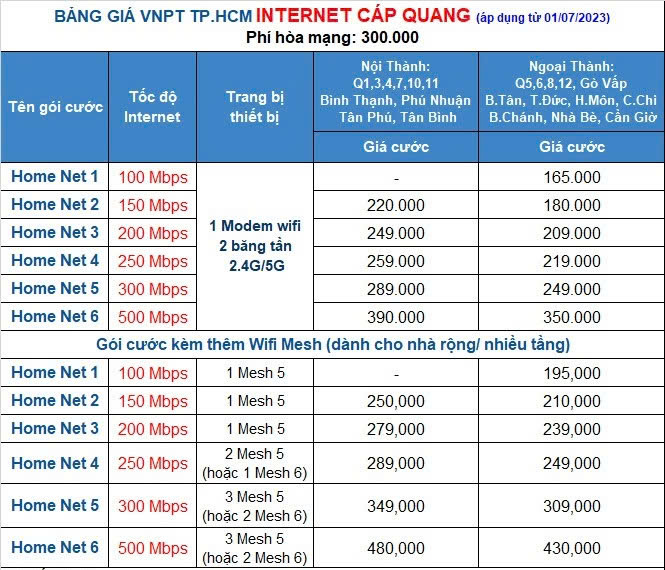 BẢNG GIÁ VNPT TP.HCM INTERNET CÁP QUANG (áp dụng từ 01/07/2023)
Phí hòa mạng: 300.000
Tên gói cước
Tốc độ
Internet
Trang bị
thiết bị
Nội Thành:
Q1,3,4,7,10,11
Bình Thạnh, Phú Nhuận
Tân Phú, Tân Bình
Ngoại Thành:
Q5,6,8,12, Gò Vấp
B.Tân, T.Đức, H.Môn, C.Chi
B.Chánh, Nhà Bè, Cần Giờ
Giá cước Giá cước
Home Net 1 100 Mbps - 165.000
Home Net 2 150 Mbps 220.000 180.000
Home Net 3 200 Mbps 249.000 209.000
Home Net 4 250 Mbps 259.000 219.000
Home Net 5 300 Mbps 289.000 249.000
Home Net 6 500 Mbps 390.000 350.000
1 Modem wifi
2 băng tần
2.4G/5G
Gói cước kèm thêm Wifi Mesh (dành cho nhà rộng/ nhiều tầng)
Home Net 1 100 Mbps 1 Mesh 5 - 195,000
Home Net 2 150 Mbps 1 Mesh 5 250,000 210,000
Home Net 3 200 Mbps 1 Mesh 5 279,000 239,000
Home Net 4 250 Mbps 2 Mesh 5 289,000 249,000
(hoặc 1 Mesh 6)
Home Net 5 300 Mbps 3 Mesh 5 349,000 309,000
(hoặc 2 Mesh 6)
Home Net 6 500 Mbps 3 Mesh 5 480,000 430,000
(hoặc 2 Mesh 6)